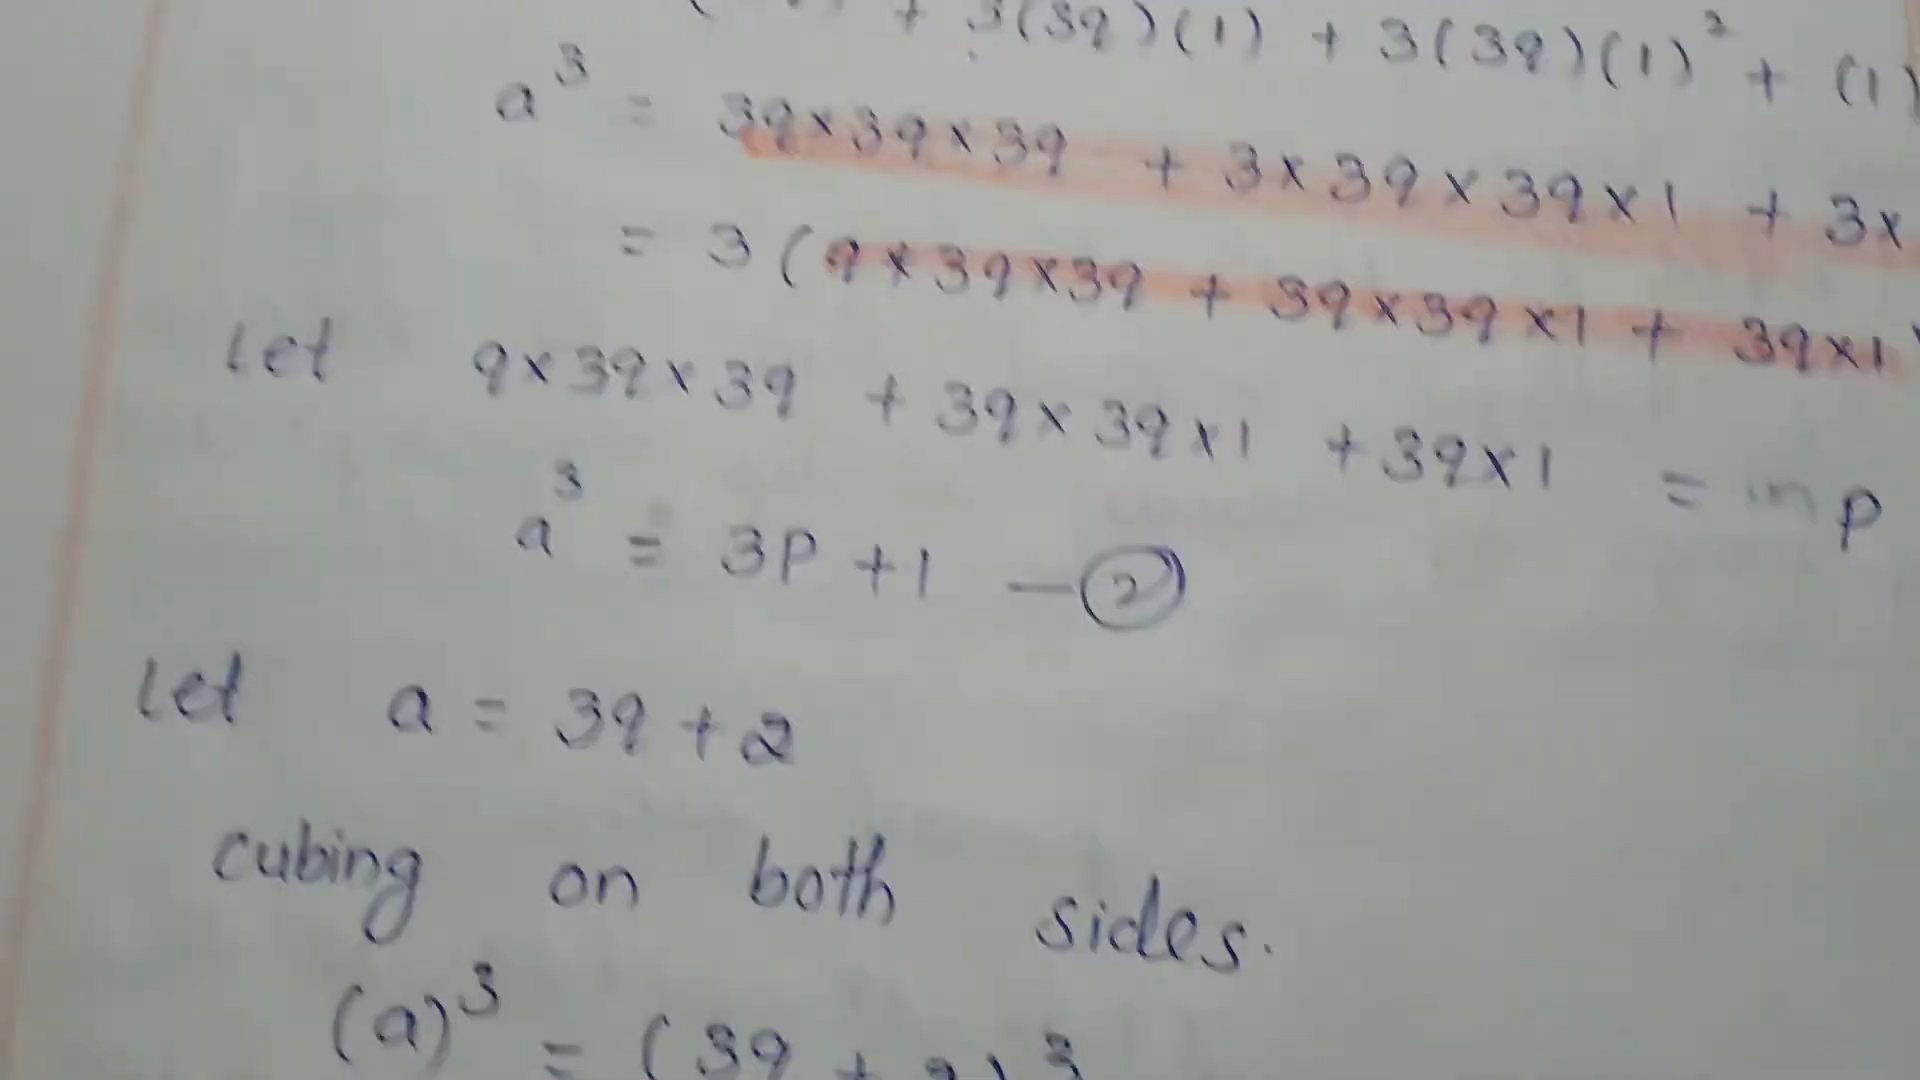 + 3(3q)(1) + 3(3q)(1)² + (1)
a³ = 3q×3q×3q + 3×3q×3q×1 + 3×
= 3(q×3q×3q + 3q×3q×1 + 3q×1)
Let q×3q×3q + 3q×3q×1 + 3q×1 = m p
a³ = 3p + 1 — ②
Let a = 3q + 2
cubing on both sides.
(a)³ = (3q + 2)³